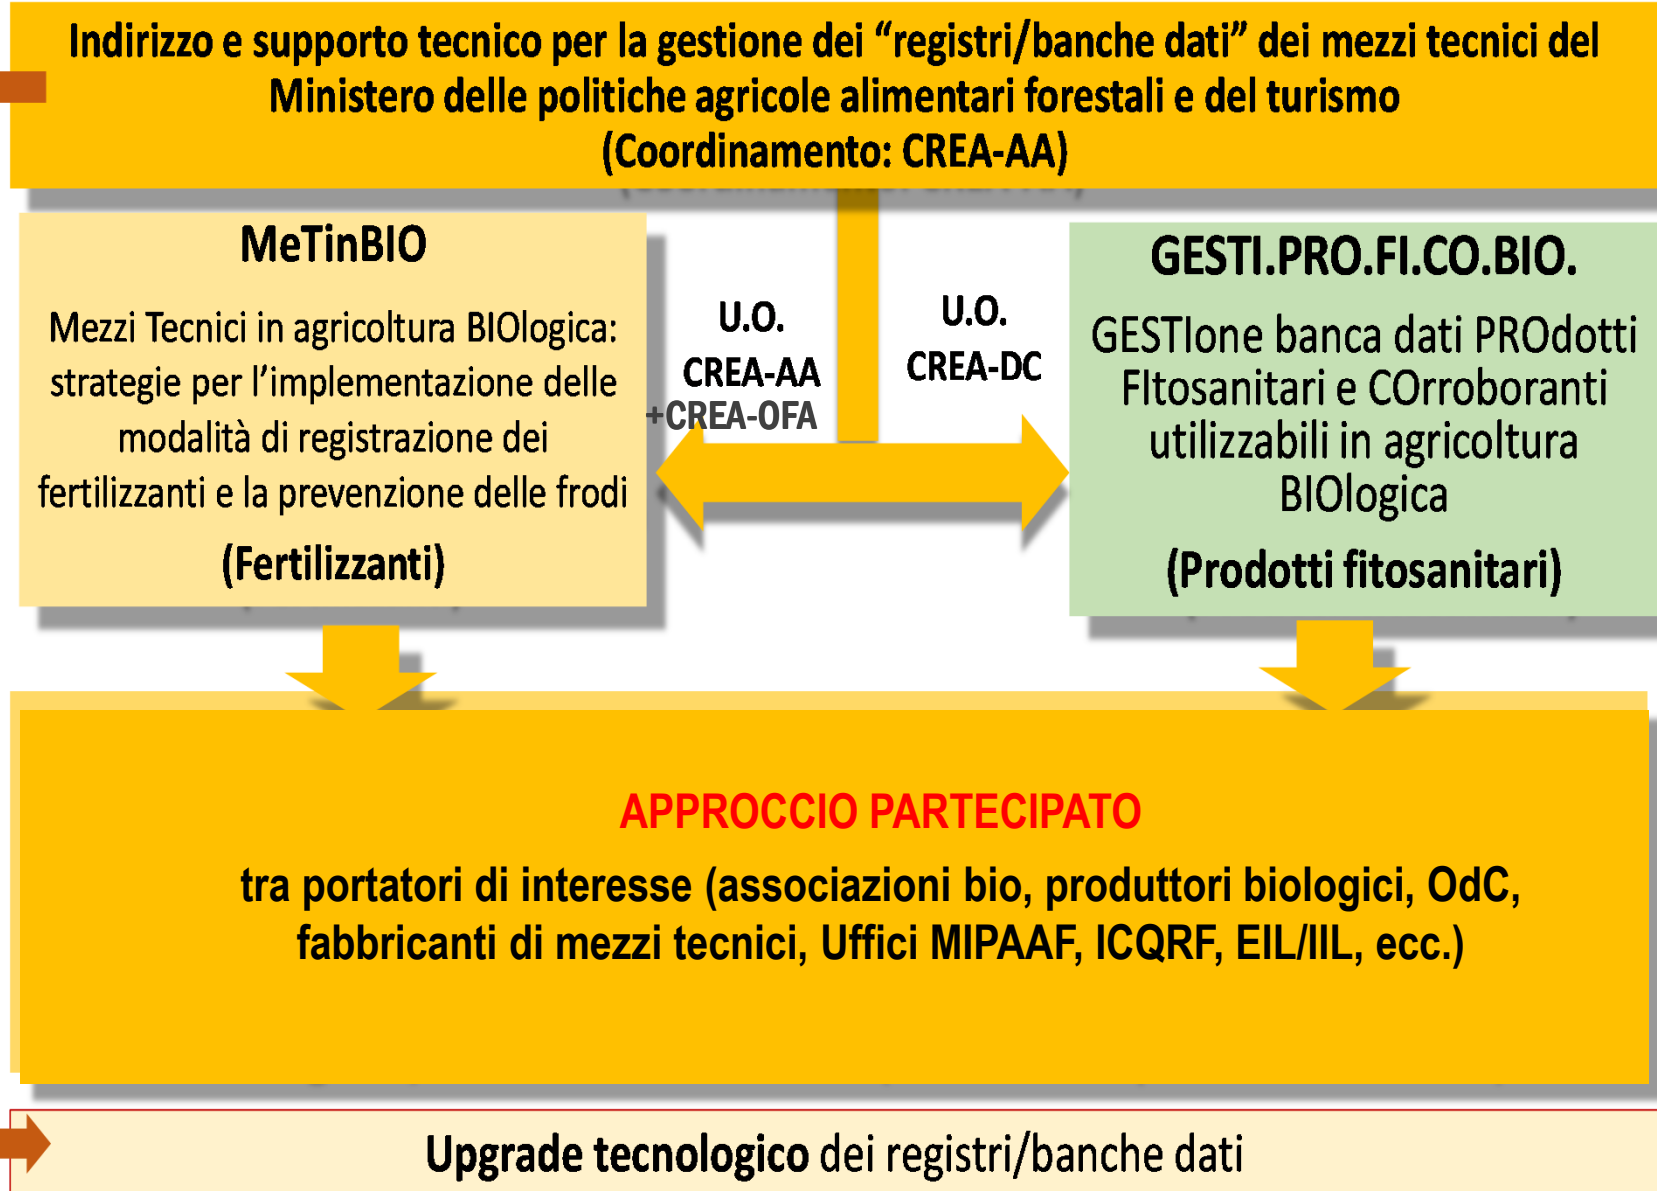 Indirizzo e supporto tecnico per la gestione dei “registri/banche dati” dei mezzi tecnici del
Ministero delle politiche agricole alimentari forestali e del turismo
(Coordinamento: CREA-AA)
MeTinBIO
Mezzi Tecnici in agricoltura BIOlogica:
strategie per l’implementazione delle
modalità di registrazione dei
fertilizzanti e la prevenzione delle frodi
(Fertilizzanti)
U.O.
CREA-AA
+CREA-OFA
U.O.
CREA-DC
GESTI.PRO.FI.CO.BIO.
GESTIone banca dati PROdotti
FItosanitari e COrroboranti
utilizzabili in agricoltura
BIOlogica
(Prodotti fitosanitari)
APPROCCIO PARTECIPATO
tra portatori di interesse (associazioni bio, produttori biologici, OdC,
fabbricanti di mezzi tecnici, Uffici MIPAAF, ICQRF, EIL/IIL, ecc.)
Upgrade tecnologico dei registri/banche dati